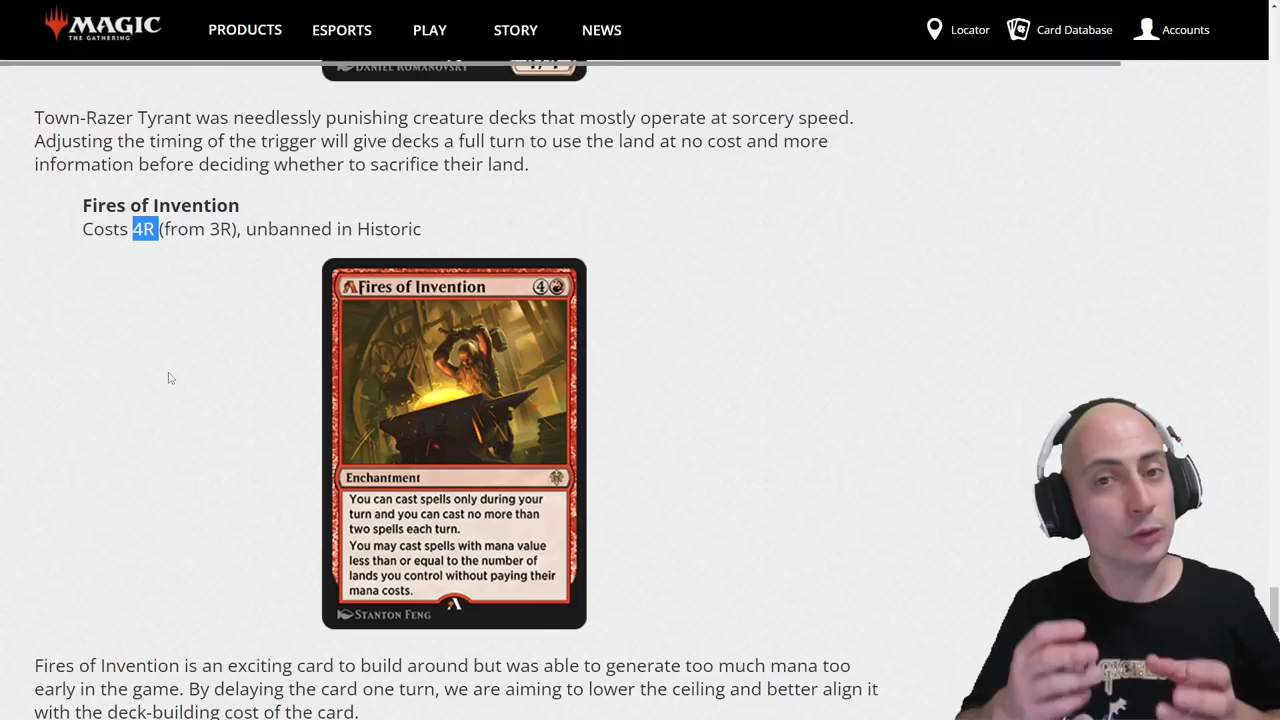 MAGIC
THE GATHERING
PRODUCTS
ESPORTS
PLAY
STORY
NEWS
Locator
Card Database
Accounts
DANIEL ROMANOVSKY
Town-Razer Tyrant was needlessly punishing creature decks that mostly operate at sorcery speed.
Adjusting the timing of the trigger will give decks a full turn to use the land at no cost and more
information before deciding whether to sacrifice their land.
Fires of Invention
Costs 4R (from 3R), unbanned in Historic
Fires of Invention 4
Enchantment
You can cast spells only during your
turn and you can cast no more than
two spells each turn.
You may cast spells with mana value
less than or equal to the number of
lands you control without paying their
mana costs.
STANTON FENG
Fires of Invention is an exciting card to build around but was able to generate too much mana too
early in the game. By delaying the card one turn, we are aiming to lower the ceiling and better align it
with the deck-building cost of the card.